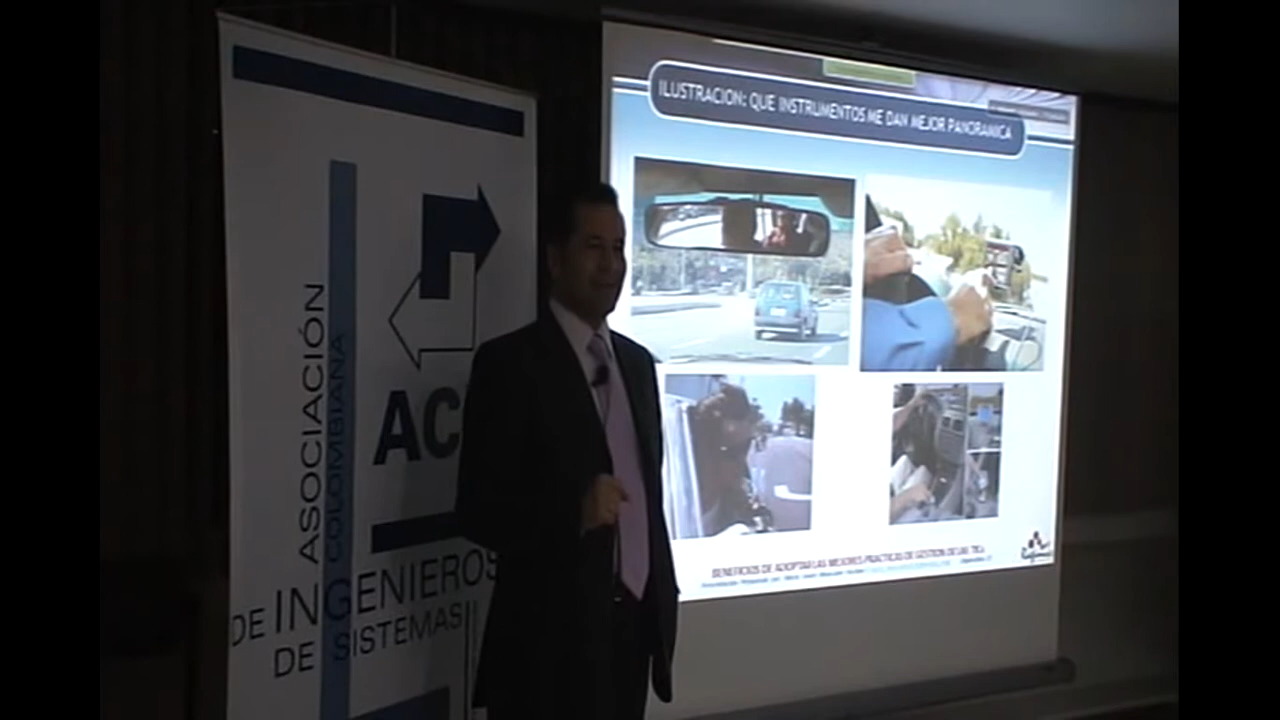 ASOCIACIÓN
COLOMBIANA
AC
DE INGENIEROS
DE SISTEMAS
ILUSTRACION: QUE INSTRUMENTOS ME DAN MEJOR PANORAMICA
BENEFICIOS DE ADOPTAR LAS MEJORES PRACTICAS DE GESTION DE LAS TICs